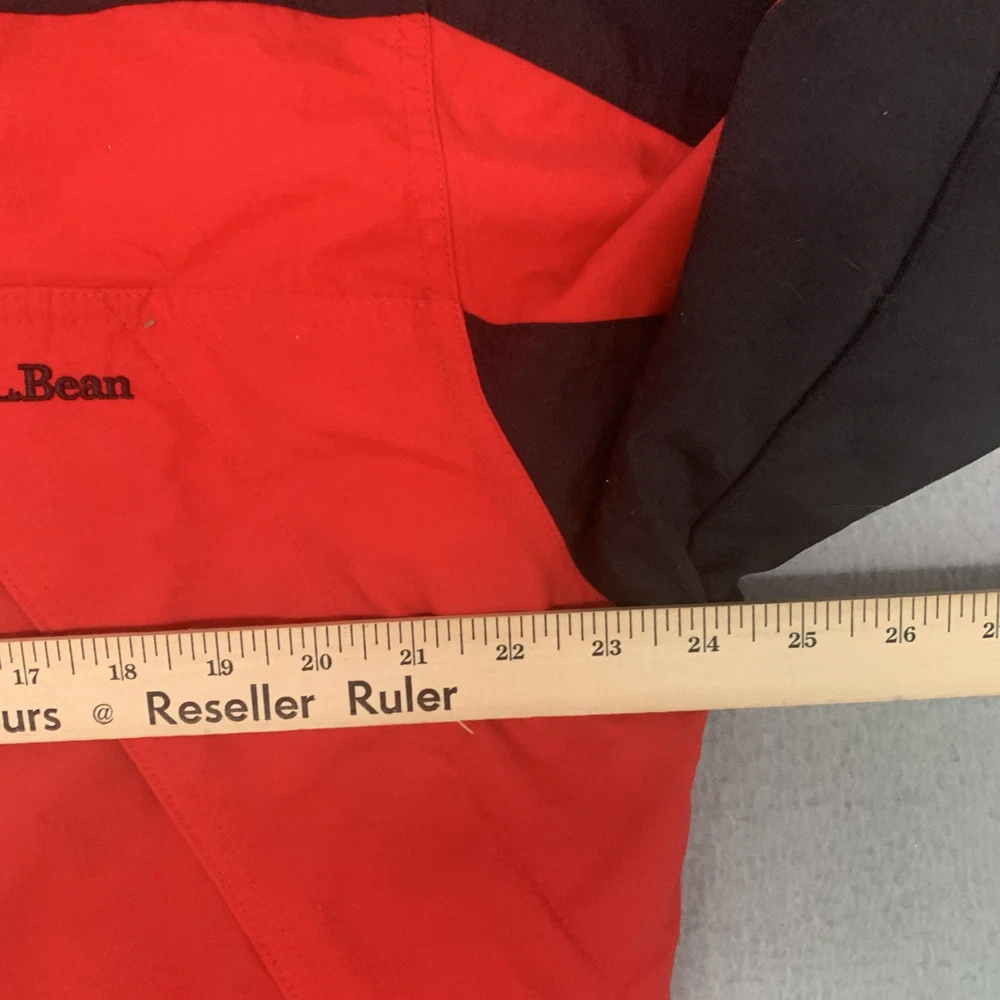 L.Bean
17 18 19 20 21 22 23 24 25 26
urs @ Reseller Ruler